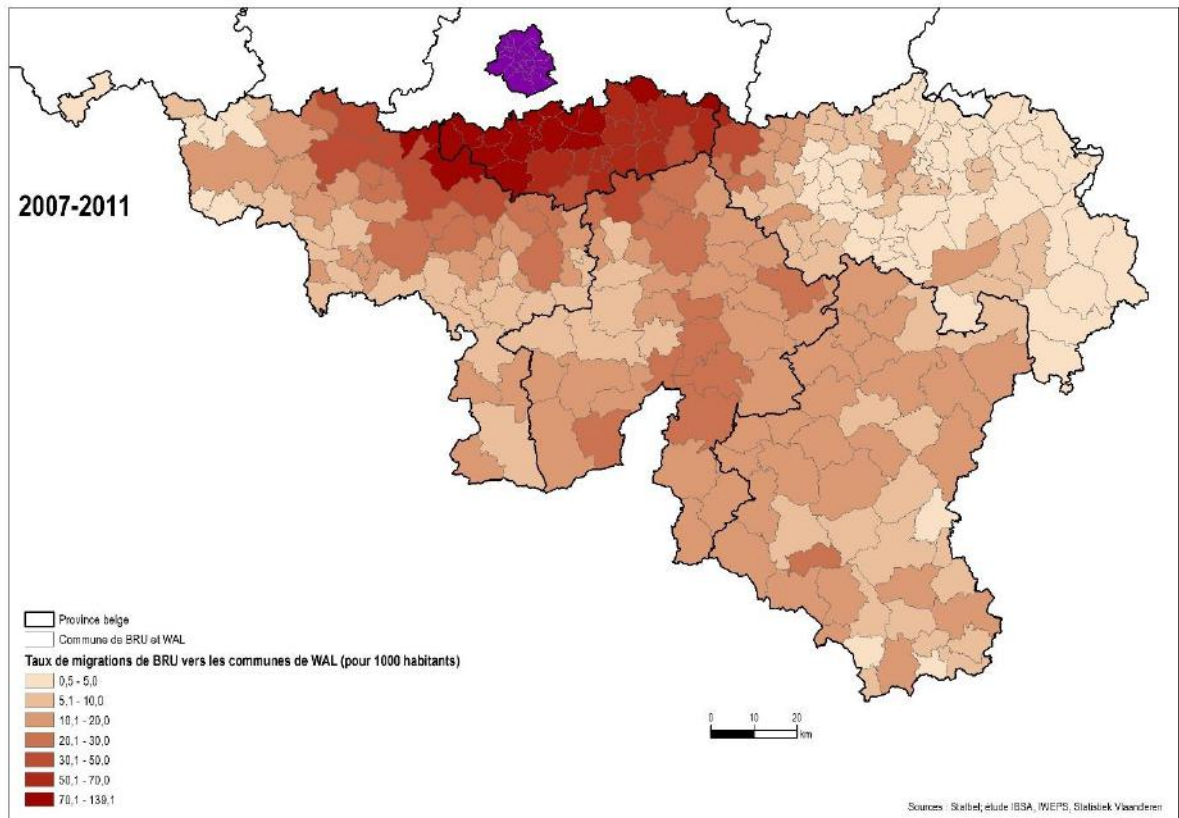 2007-2011
Province belge
Commune de BRU et WAL
Taux de migrations de BRU vers les communes de WAL (pour 1000 habitants)
0,5 - 5,0
5,1 - 10,0
10,1 - 20,0
20,1 - 30,0
30,1 - 50,0
50,1 - 70,0
70,1 - 139,1
0 10 20
km
Sources : Statbel; étude IBSA, IWEPS, Statistiek Vlaanderen